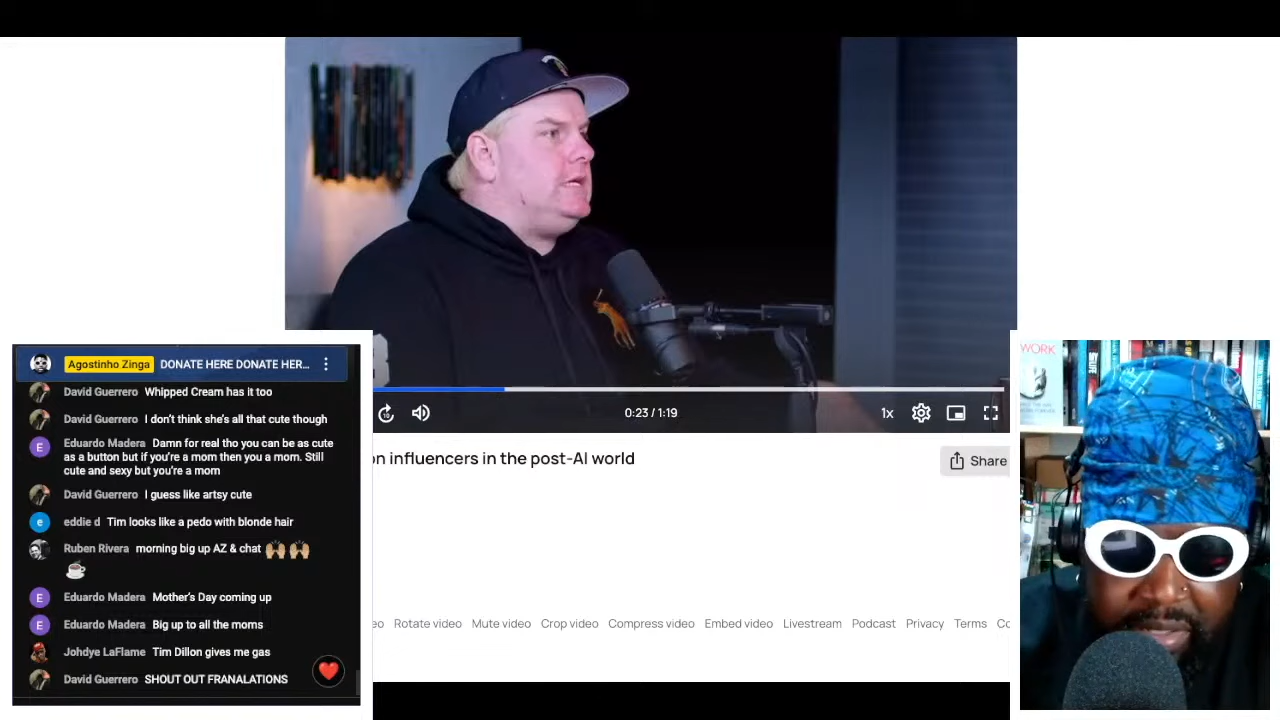 0:23 / 1:19
1x
on influencers in the post-AI world
Share
Agostinho Zinga DONATE HERE DONATE HER...
David Guerrero Whipped Cream has it too
David Guerrero I don't think she's all that cute though
Eduardo Madera Damn for real tho you can be as cute
as a button but if you're a mom then you a mom. Still
cute and sexy but you're a mom
David Guerrero I guess like artsy cute
e eddie d Tim looks like a pedo with blonde hair
Ruben Rivera morning big up AZ & chat
E Eduardo Madera Mother's Day coming up
E Eduardo Madera Big up to all the moms
Johdye LaFlame Tim Dillon gives me gas
David Guerrero SHOUT OUT FRANALATIONS
eo Rotate video Mute video Crop video Compress video Embed video Livestream Podcast Privacy Terms Co
WORK